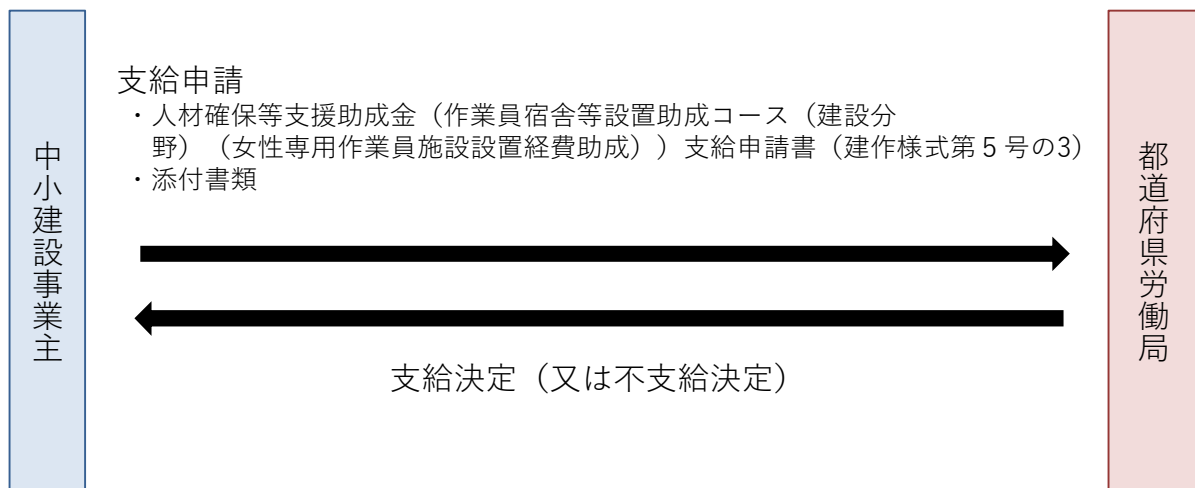 中小建設事業主
支給申請
・人材確保等支援助成金（作業員宿舎等設置助成コース（建設分
野）（女性専用作業員施設設置経費助成））支給申請書（建作様式第５号の3）
・添付書類
支給決定（又は不支給決定）
都道府県労働局